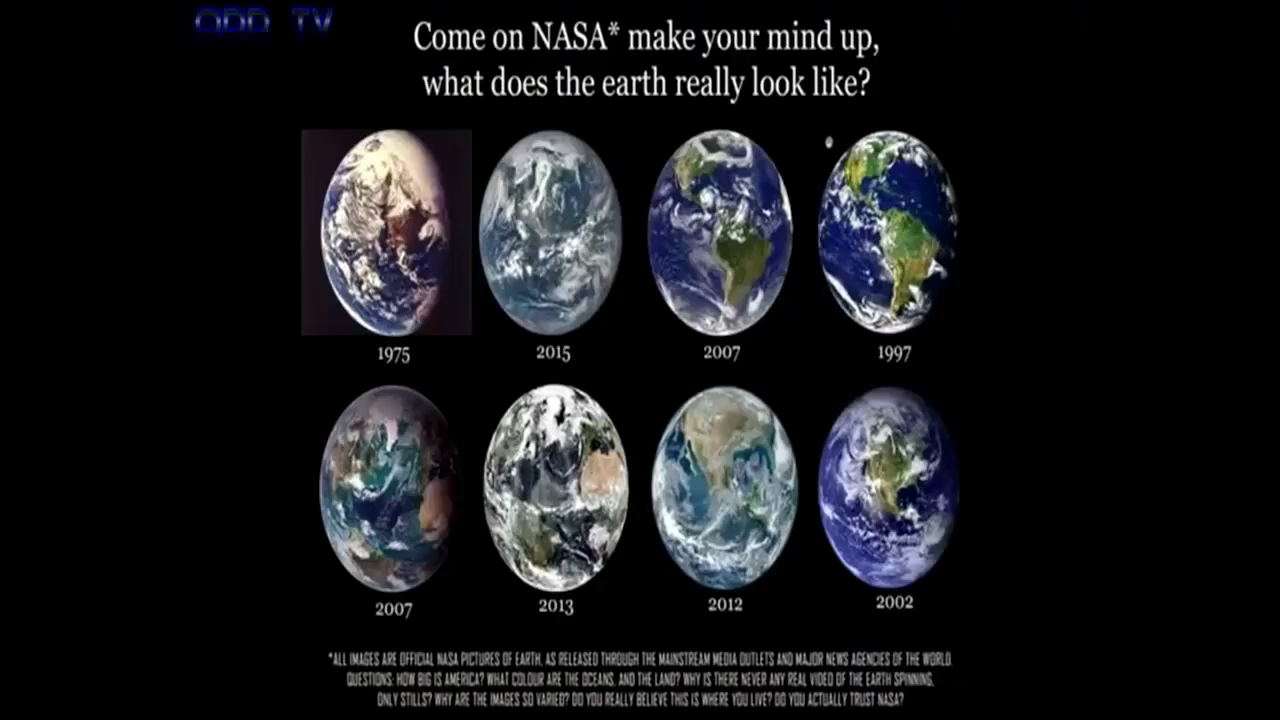 ODD TV
Come on NASA* make your mind up,
what does the earth really look like?
1975
2015
2007
1997
2007
2013
2012
2002
*ALL IMAGES ARE OFFICIAL NASA PICTURES OF EARTH, AS RELEASED THROUGH THE MAINSTREAM MEDIA OUTLETS AND MAJOR NEWS AGENCIES OF THE WORLD.
QUESTIONS: HOW BIG IS AMERICA? WHAT COLOUR ARE THE OCEANS, AND THE LAND? WHY IS THERE NEVER ANY REAL VIDEO OF THE EARTH SPINNING,
ONLY STILLS? WHY ARE THE IMAGES SO VARIED? DO YOU REALLY BELIEVE THIS IS WHERE YOU LIVE? DO YOU ACTUALLY TRUST NASA?